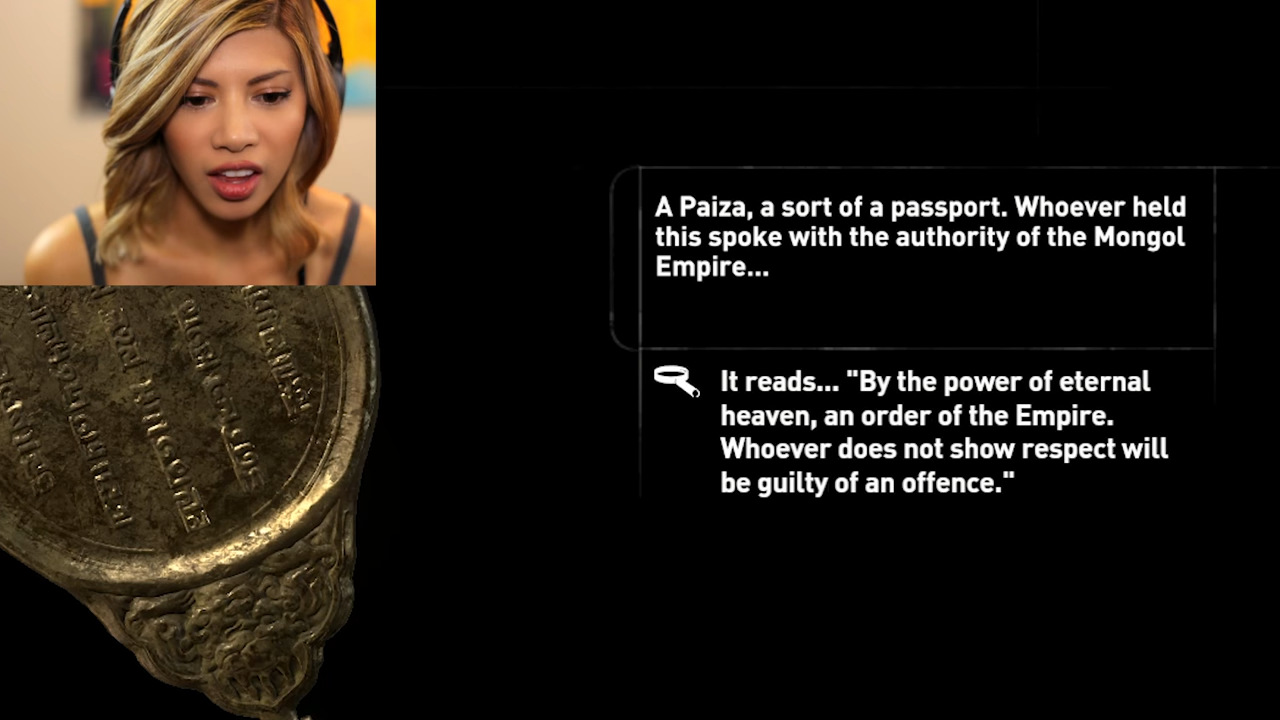 A Paiza, a sort of a passport. Whoever held
this spoke with the authority of the Mongol
Empire...
It reads... "By the power of eternal
heaven, an order of the Empire.
Whoever does not show respect will
be guilty of an offence."